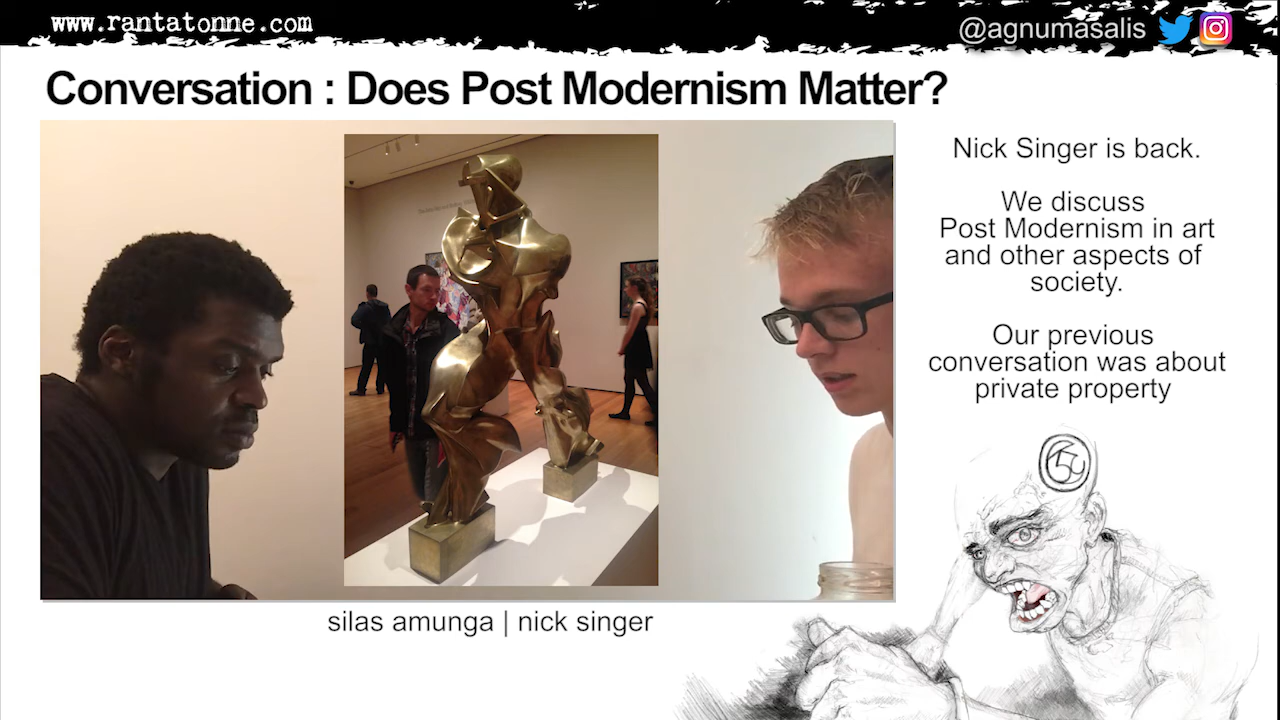 www.rantatonne.com
@agnumasalis
Conversation : Does Post Modernism Matter?
Nick Singer is back.
We discuss
Post Modernism in art
and other aspects of
society.
Our previous
conversation was about
private property
silas amunga | nick singer